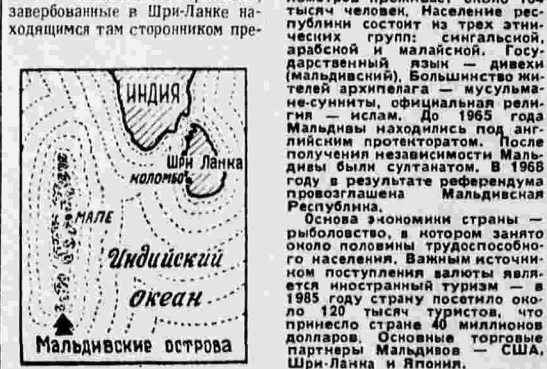 завербованные в Шри-Ланке на-
ходящимся там сторонником пре-
ИНДИЯ
Шри Ланка
КОЛОМБО
МАЛЕ
Индийский
Океан
Мальдивские острова
тысяч человек. Население рес-
публики состоит из трех этни-
ческих групп: сингальской,
арабской и малайской. Госу-
дарственный язык — дивехи
(мальдивский). Большинство жи-
телей архипелага — мусульма-
не-сунниты, официальная рели-
гия — ислам. До 1965 года
Мальдивы находились под анг-
лийским протекторатом. После
получения независимости Маль-
дивы были султанатом. В 1968
году в результате референдума
провозглашена Мальдивская
Республика.
Основа экономики страны —
рыболовство, в котором занято
около половины трудоспособно-
го населения. Важным источни-
ком поступления валюты явля-
ется иностранный туризм — в
1985 году страну посетило око-
ло 120 тысяч туристов, что
принесло стране 40 миллионов
долларов. Основные торговые
партнеры Мальдивов — США,
Шри-Ланка и Япония.